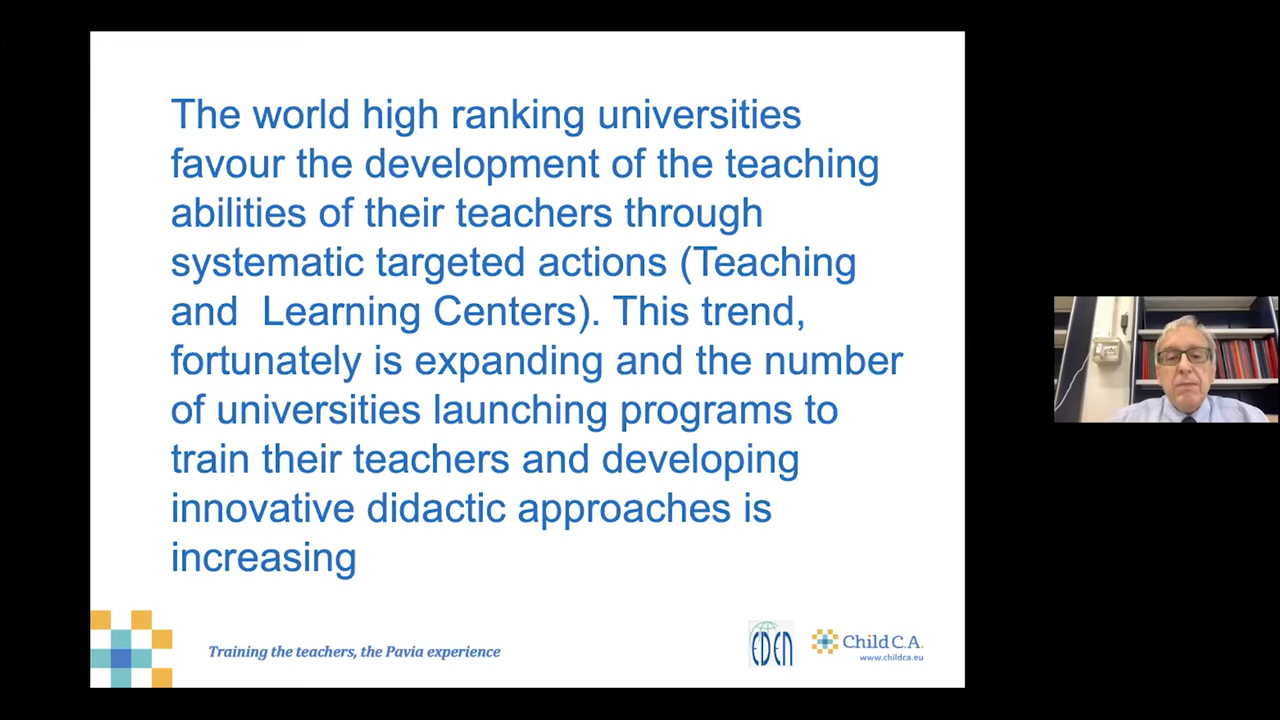 The world high ranking universities
favour the development of the teaching
abilities of their teachers through
systematic targeted actions (Teaching
and  Learning Centers). This trend,
fortunately is expanding and the number
of universities launching programs to
train their teachers and developing
innovative didactic approaches is
increasing
Training the teachers, the Pavia experience
EDEN
Child C.A.
www.childca.eu